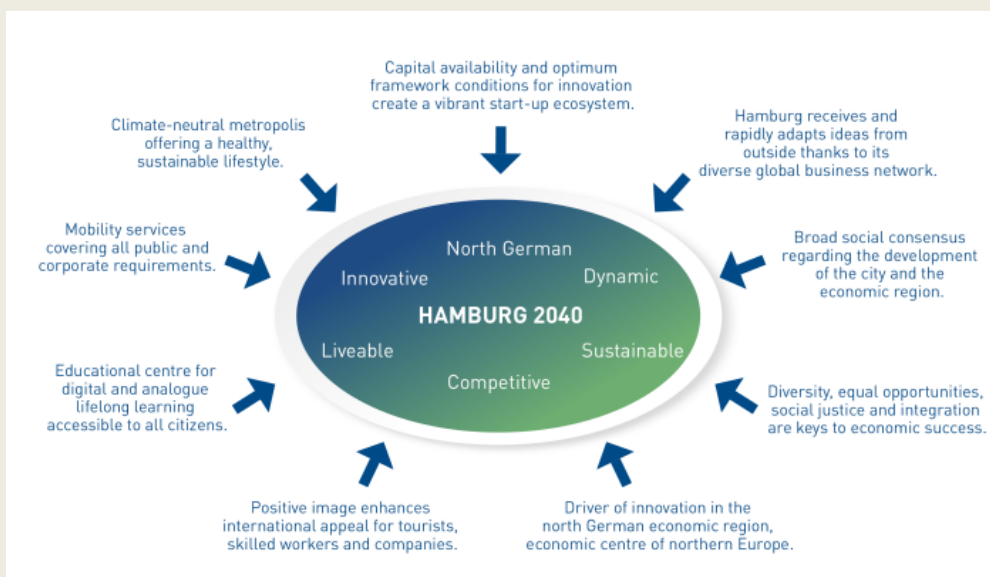 Capital availability and optimum
framework conditions for innovation
create a vibrant start-up ecosystem.
Climate-neutral metropolis
offering a healthy,
sustainable lifestyle.
Hamburg receives and
rapidly adapts ideas from
outside thanks to its
diverse global business network.
Mobility services
covering all public and
corporate requirements.
Broad social consensus
regarding the development
of the city and the
economic region.
North German
Innovative
Dynamic
HAMBURG 2040
Liveable
Sustainable
Competitive
Educational centre for
digital and analogue
lifelong learning
accessible to all citizens.
Diversity, equal opportunities,
social justice and integration
are keys to economic success.
Positive image enhances
international appeal for tourists,
skilled workers and companies.
Driver of innovation in the
north German economic region,
economic centre of northern Europe.